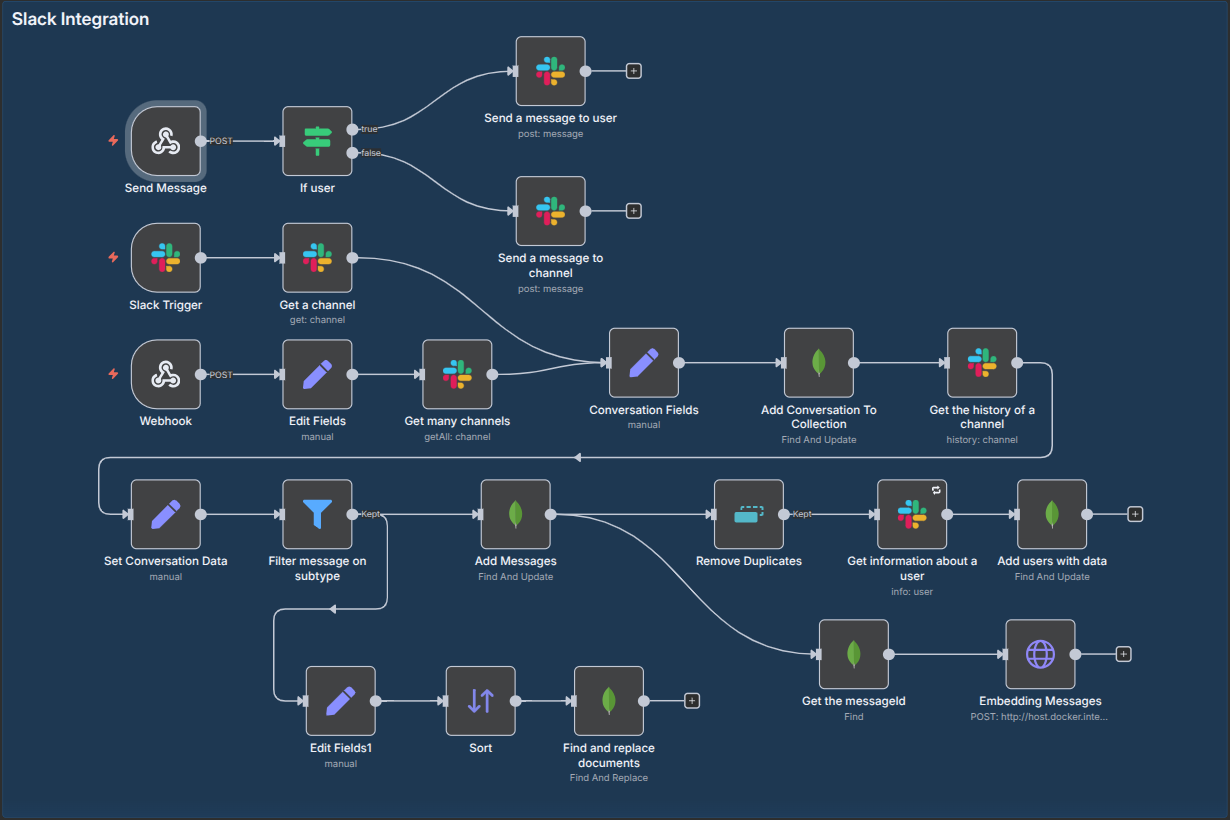 Slack Integration
Send a message to user
post: message
POST
true
false
Send Message
If user
Send a message to
channel
post: message
Slack Trigger
Get a channel
get: channel
POST
Webhook
Edit Fields
manual
Get many channels
getAll: channel
Conversation Fields
manual
Add Conversation To
Collection
Find And Update
Get the history of a
channel
history: channel
Set Conversation Data
manual
Kept
Filter message on
subtype
Add Messages
Find And Update
Kept
Remove Duplicates
Get information about a
user
info: user
Add users with data
Find And Update
Get the messageId
Find
Embedding Messages
POST: http://host.docker.inte...
Edit Fields1
manual
Sort
Find and replace
documents
Find And Replace